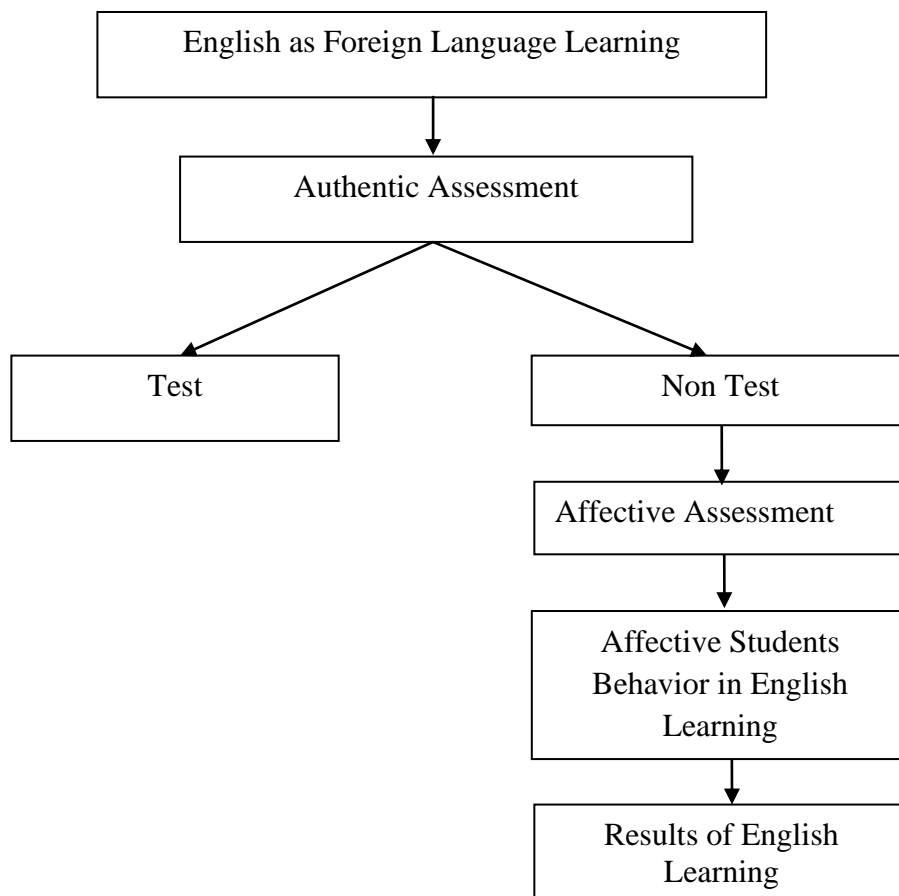 English as Foreign Language Learning
Authentic Assessment
Test
Non Test
Affective Assessment
Affective Students
Behavior in English
Learning
Results of English
Learning